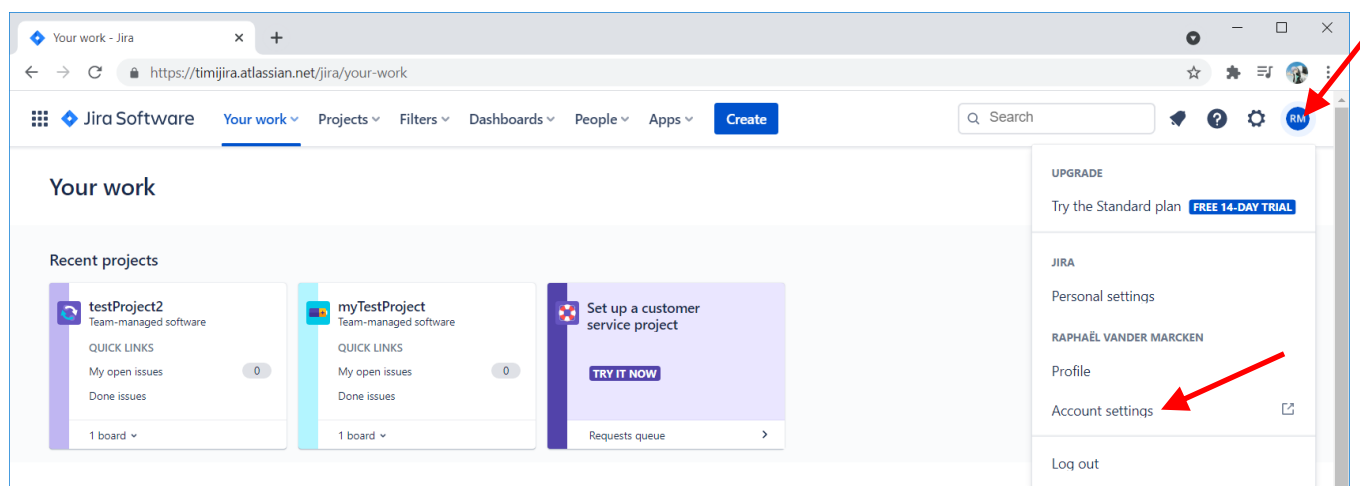 Your work - Jira
https://timijira.atlassian.net/jira/your-work
Jira Software Your work Projects Filters Dashboards People Apps Create Search RM
Your work
Recent projects
testProject2
Team-managed software
QUICK LINKS
My open issues 0
Done issues
1 board
myTestProject
Team-managed software
QUICK LINKS
My open issues 0
Done issues
1 board
Set up a customer
service project
TRY IT NOW
Requests queue
UPGRADE
Try the Standard plan FREE 14-DAY TRIAL
JIRA
Personal settings
RAPHAËL VANDER MARCKEN
Profile
Account settings
Log out